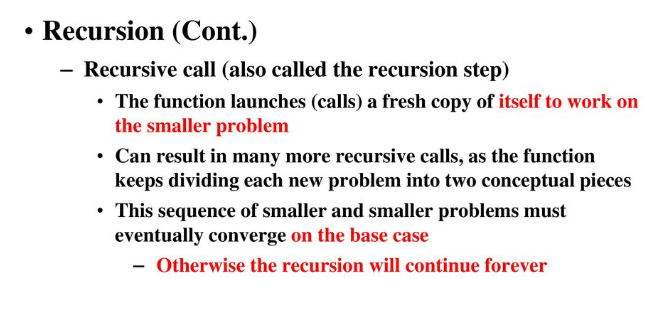 • Recursion (Cont.)
– Recursive call (also called the recursion step)
• The function launches (calls) a fresh copy of itself to work on
the smaller problem
• Can result in many more recursive calls, as the function
keeps dividing each new problem into two conceptual pieces
• This sequence of smaller and smaller problems must
eventually converge on the base case
– Otherwise the recursion will continue forever